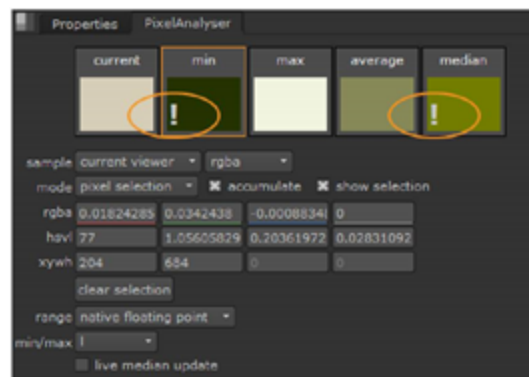 Properties PixelAnalyser
current min max average median
! !
sample current viewer rgba
mode pixel selection accumulate show selection
rgba 0.01824285 0.0342438 -0.0008834 0
hsvl 77 1.05605829 0.20361972 0.02831092
xywh 204 684 0 0
clear selection
range native floating point
min/max l
live median update